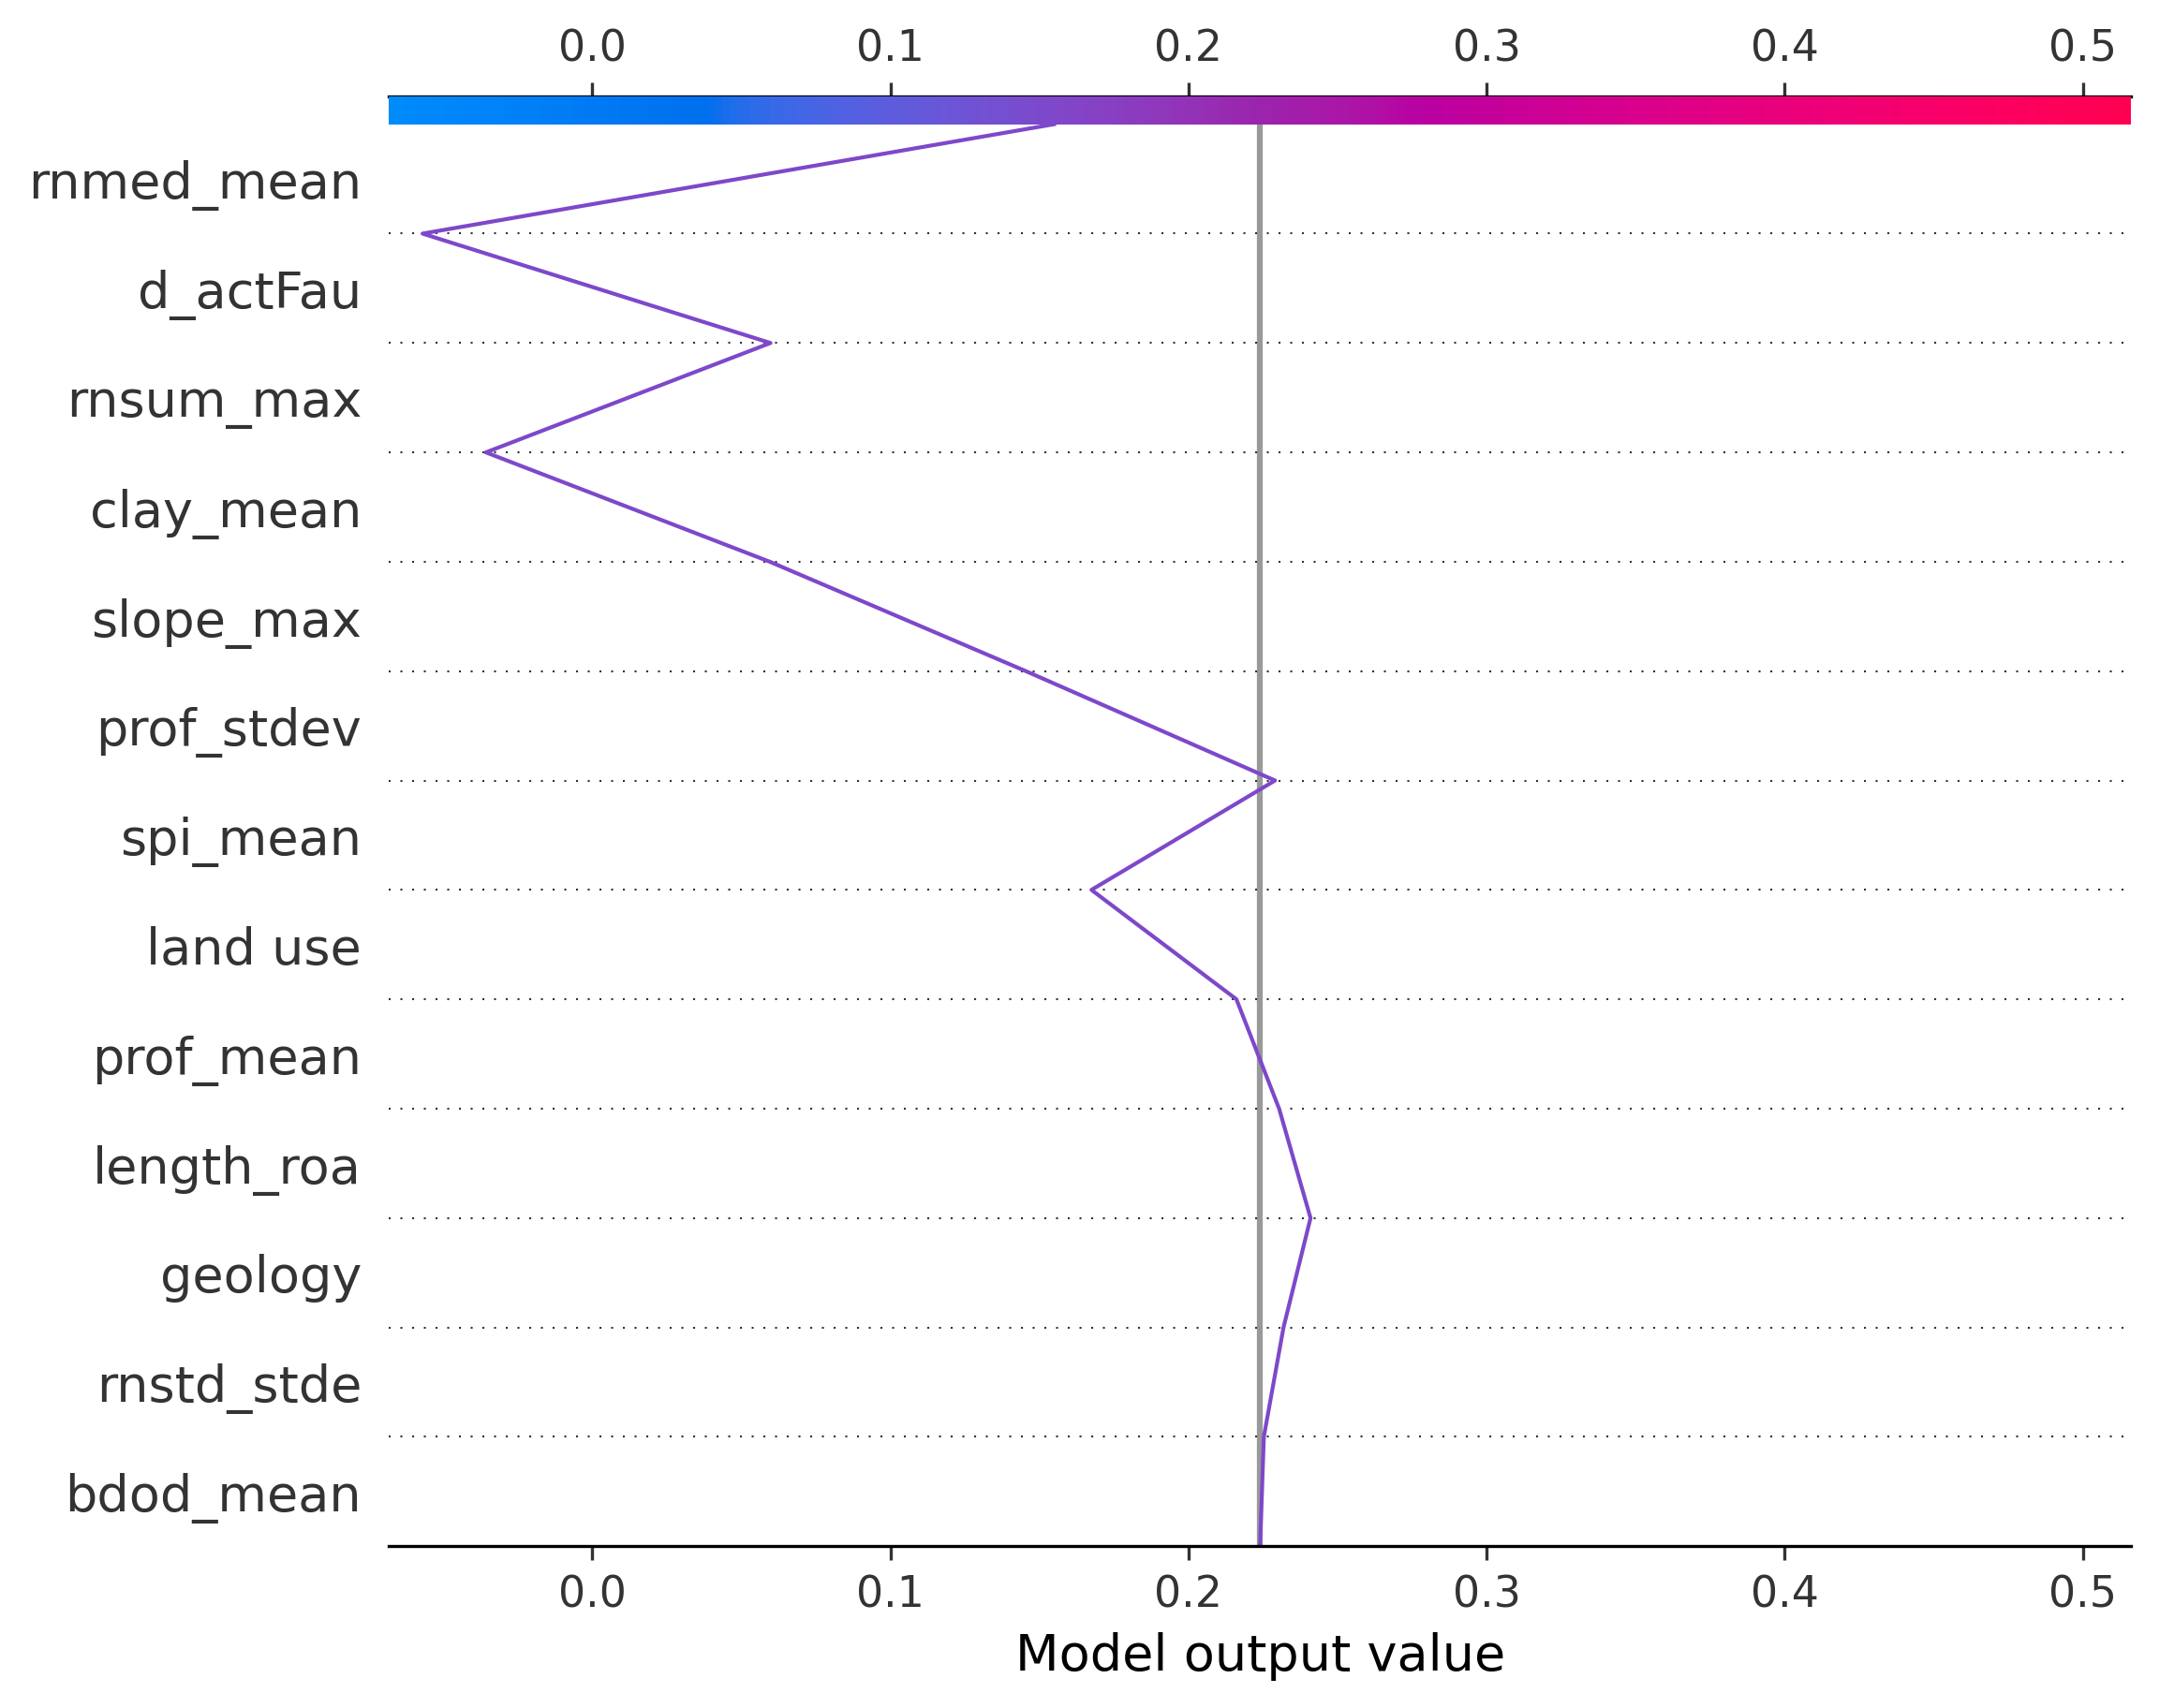 0.0 0.1 0.2 0.3 0.4 0.5
rnmed_mean
d_actFau
rnsum_max
clay_mean
slope_max
prof_stdev
spi_mean
land use
prof_mean
length_roa
geology
rnstd_stde
bdod_mean
0.0 0.1 0.2 0.3 0.4 0.5
Model output value